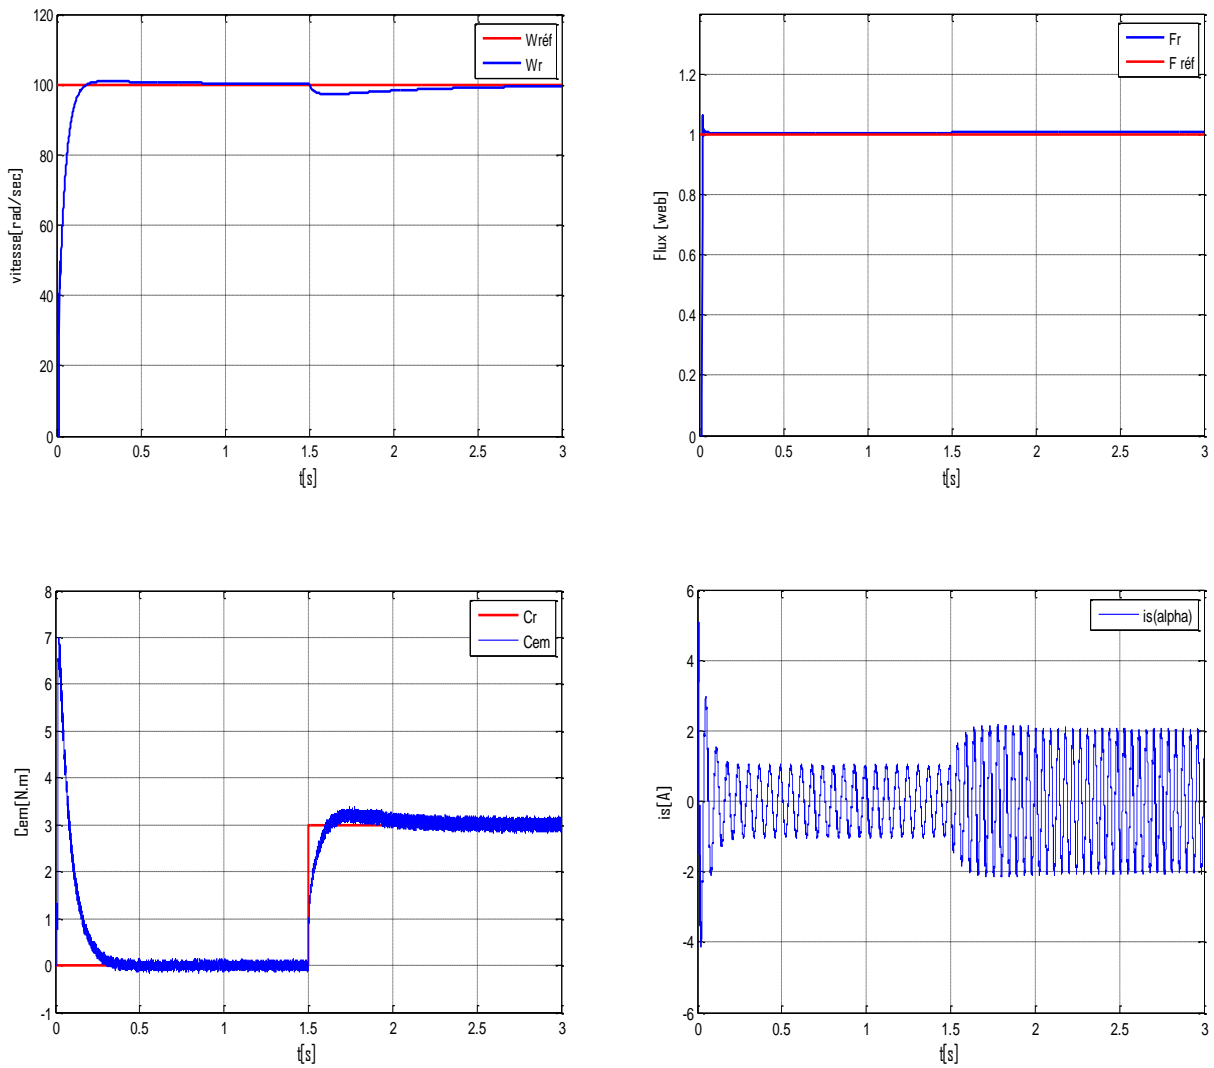 120
100
80
60
40
20
0
vitesse[rad/sec]
Wréf
Wr
0 0.5 1 1.5 2 2.5 3
t[s]
1.2
1
0.8
0.6
0.4
0.2
0
Flux [web]
Fr
F réf
0 0.5 1 1.5 2 2.5 3
t[s]
8
7
6
5
4
3
2
1
0
-1
Cem[N.m]
Cr
Cem
0 0.5 1 1.5 2 2.5 3
t[s]
6
4
2
0
-2
-4
-6
is[A]
is(alpha)
0 0.5 1 1.5 2 2.5 3
t[s]